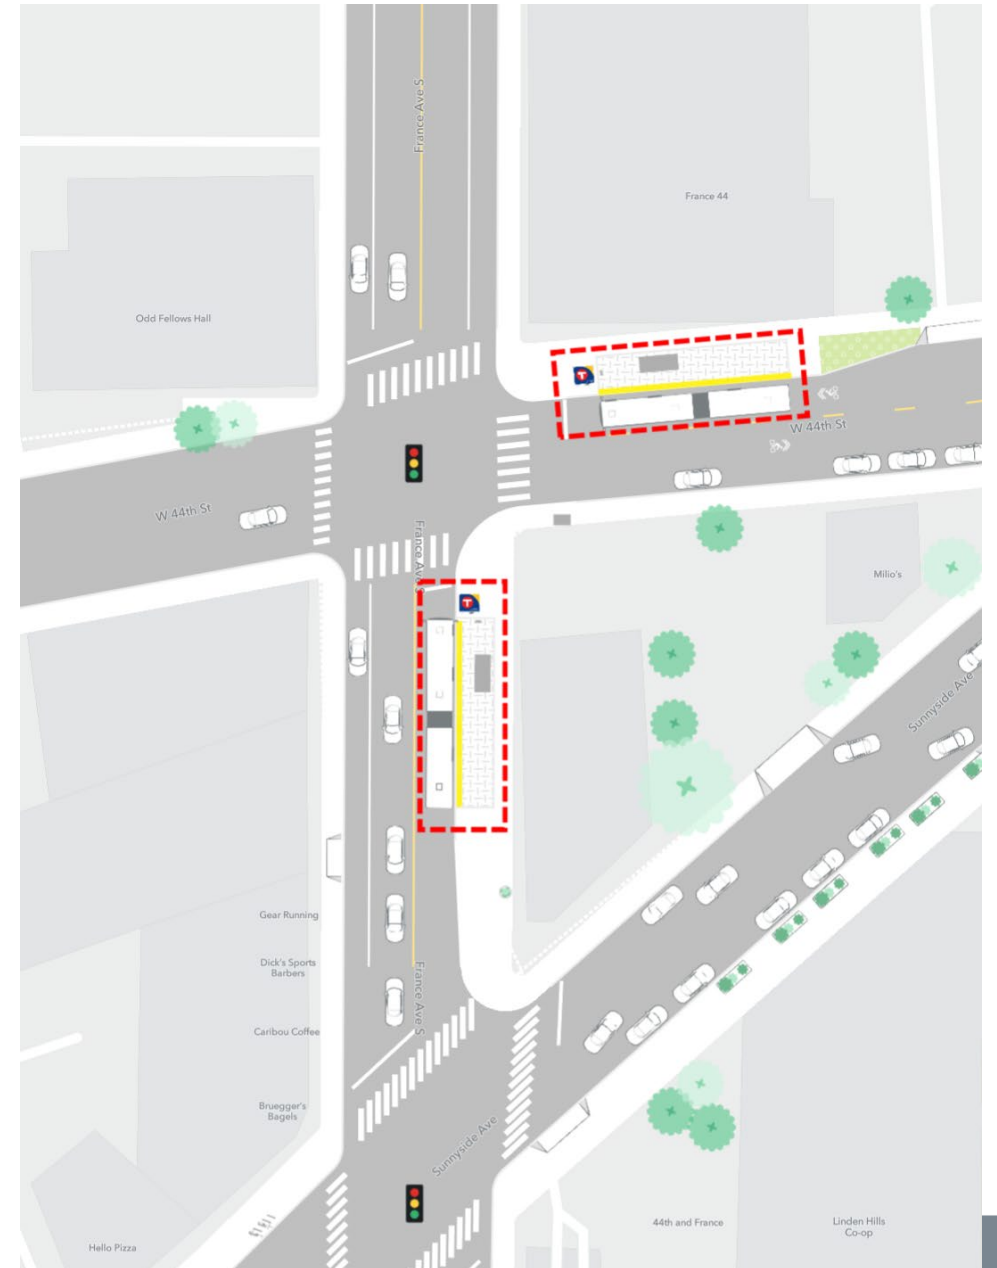 France Ave S
France 44
Odd Fellows Hall
T
W 44th St
W 44th St
France Ave S
T
Milio's
Sunnyside Ave
Gear Running
Dick's Sports
Barbers
France Ave S
Caribou Coffee
Bruegger's
Bagels
Sunnyside Ave
44th and France
Linden Hills
Co-op
Hello Pizza